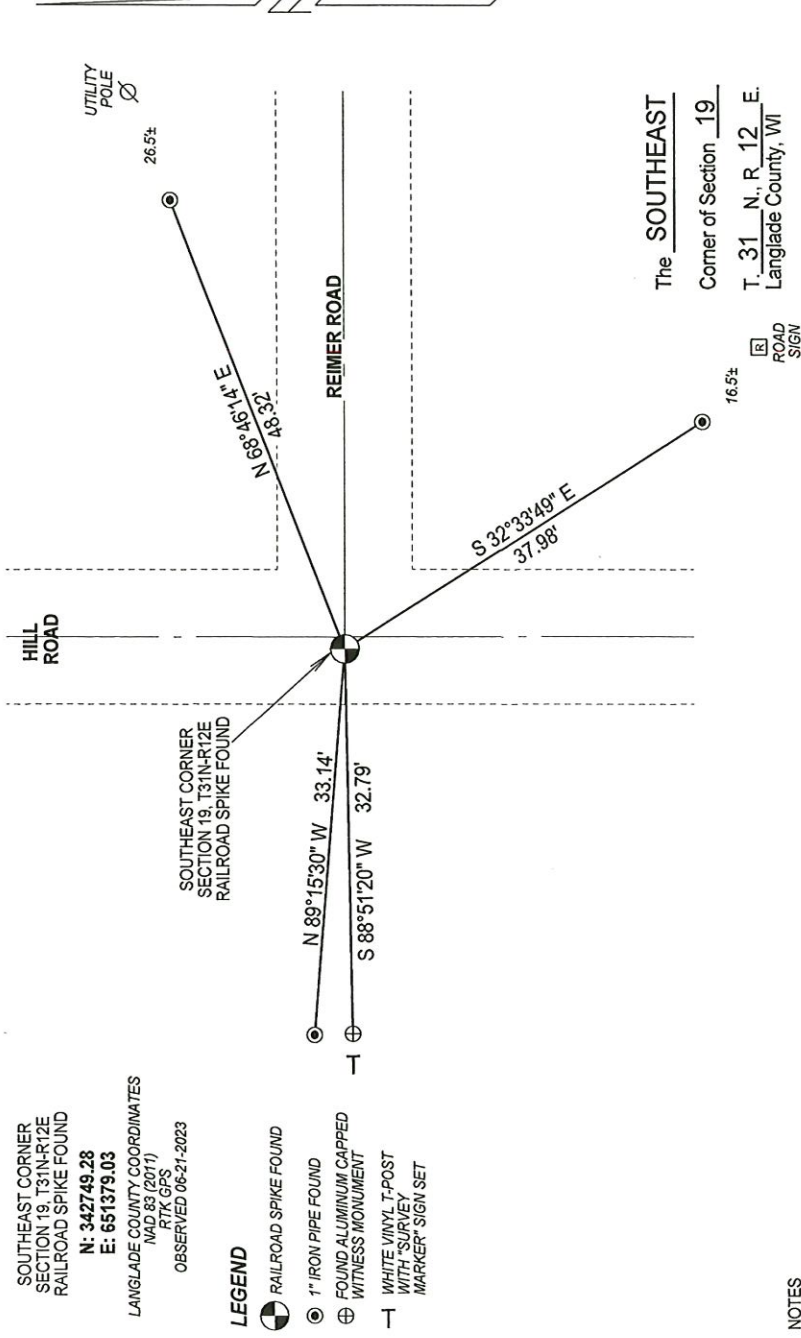 SOUTHEAST CORNER
SECTION 19, T31N-R12E
RAILROAD SPIKE FOUND
N: 342749.28
E: 651379.03
LANGLADE COUNTY COORDINATES
NAD 83 (2011)
RTK GPS
OBSERVED 06-21-2023
LEGEND
RAILROAD SPIKE FOUND
1" IRON PIPE FOUND
FOUND ALUMINUM CAPPED
WITNESS MONUMENT
T WHITE VINYL T-POST
WITH "SURVEY
MARKER" SIGN SET
NOTES
HILL
ROAD
SOUTHEAST CORNER
SECTION 19, T31N-R12E
RAILROAD SPIKE FOUND
N 89°15'30" W 33.14'
S 88°51'20" W 32.79'
T
N 68°46'14" E
48.32'
REIMER ROAD
S 32°33'49" E
37.98'
UTILITY
POLE
26.5'±
16.5'±
R
ROAD
SIGN
The SOUTHEAST
Corner of Section 19
T. 31 N., R 12 E.
Langlade County, WI